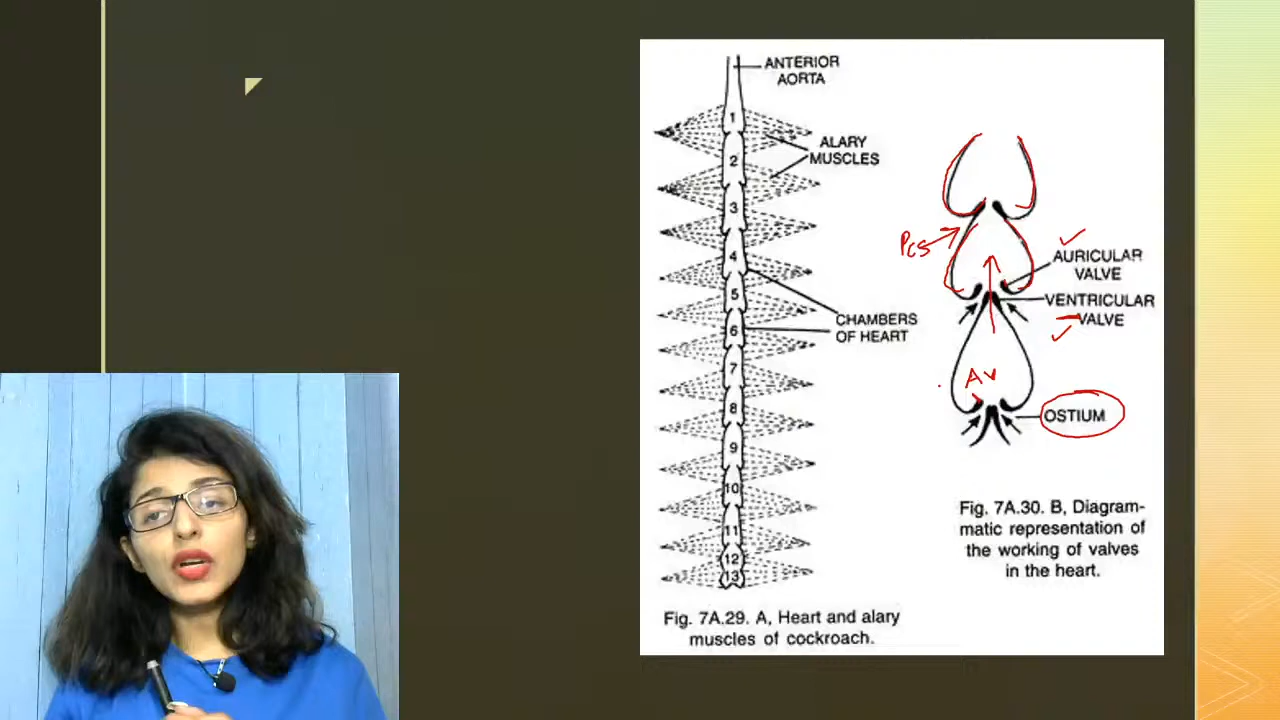 ANTERIOR
AORTA
1
ALARY
MUSCLES
2
3
4
5
6
7
8
9
10
11
12
13
CHAMBERS
OF HEART
Fig. 7A.29. A, Heart and alary
muscles of cockroach.
Pcs
AURICULAR
VALVE
VENTRICULAR
VALVE
AV
OSTIUM
Fig. 7A.30. B, Diagram-
matic representation of
the working of valves
in the heart.